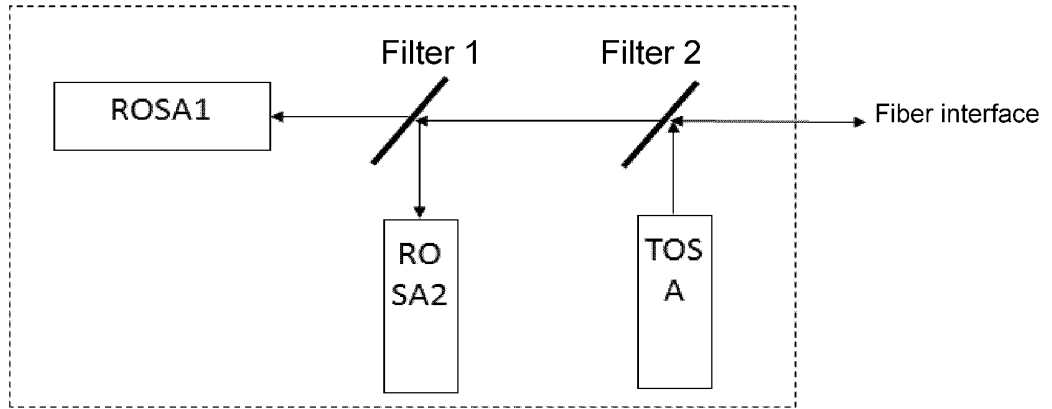 Filter 1
Filter 2
ROSA1
Fiber interface
RO
SA2
TOS
A